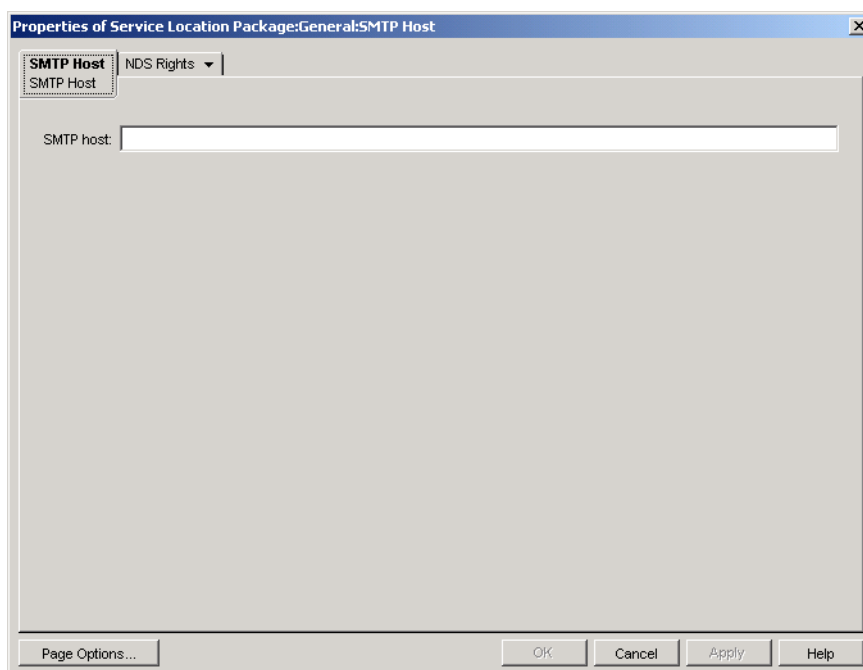 Properties of Service Location Package:General:SMTP Host
SMTP Host NDS Rights
SMTP Host
SMTP host:
Page Options... OK Cancel Apply Help